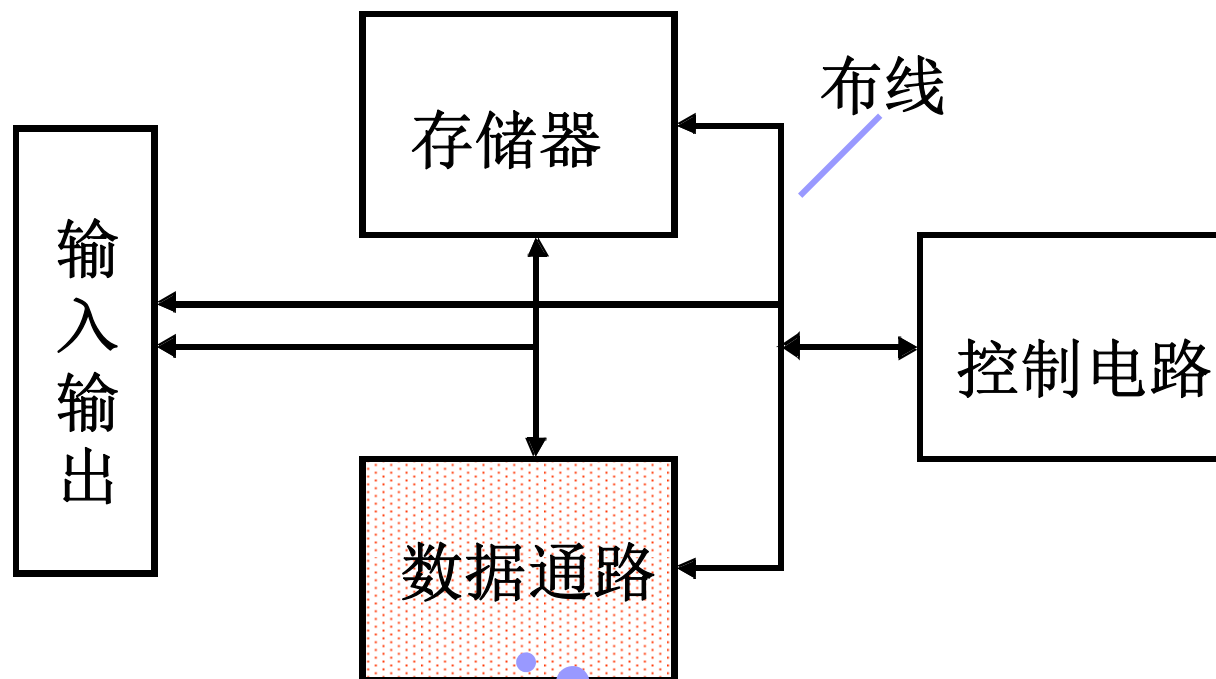 布线
存储器
输入输出
控制电路
数据通路